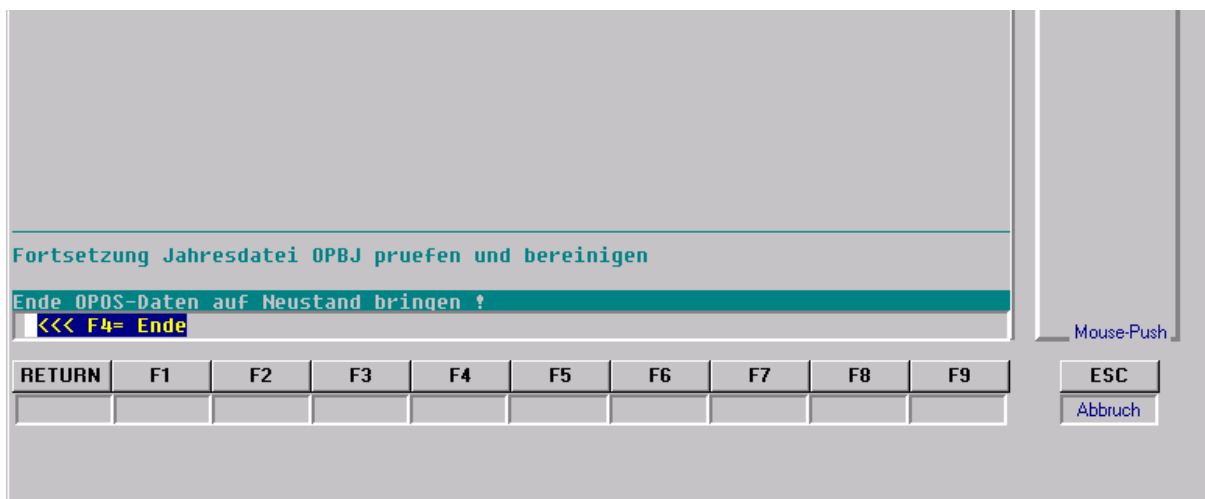 Fortsetzung Jahresdatei OPBJ pruefen und bereinigen
Ende OPOS-Daten auf Neustand bringen !
<<< F4= Ende
Mouse-Push
RETURN F1 F2 F3 F4 F5 F6 F7 F8 F9 ESC
Abbruch